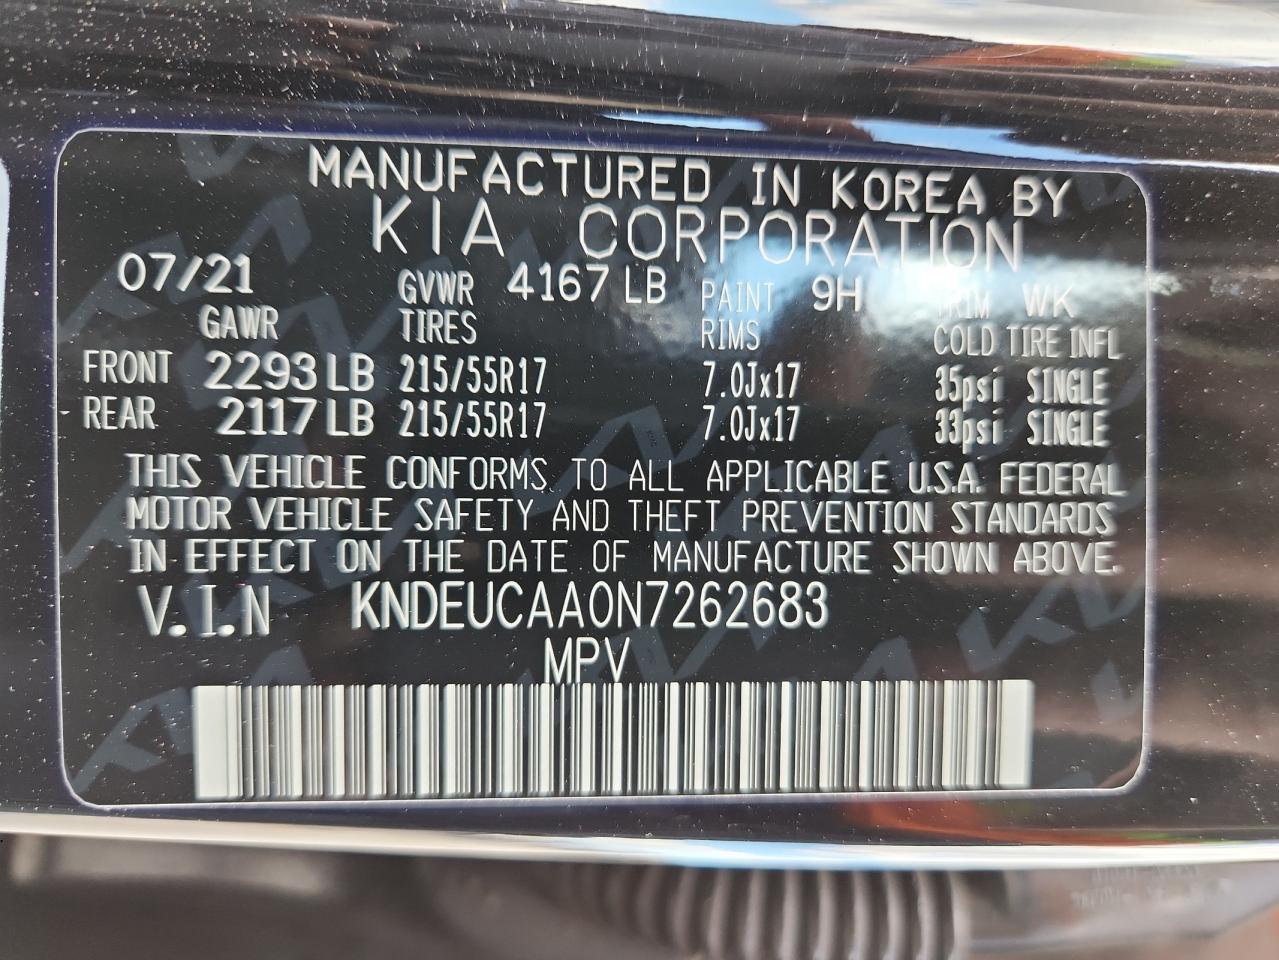 MANUFACTURED IN KOREA BY
KIA CORPORATION
07/21 GVWR 4167 LB PAINT 9H TRIM WK
GAWR TIRES RIMS COLD TIRE INFL
FRONT 2293 LB 215/55R17 7.0Jx17 35psi SINGLE
REAR 2117 LB 215/55R17 7.0Jx17 33psi SINGLE
THIS VEHICLE CONFORMS TO ALL APPLICABLE U.S.A. FEDERAL
MOTOR VEHICLE SAFETY AND THEFT PREVENTION STANDARDS
IN EFFECT ON THE DATE OF MANUFACTURE SHOWN ABOVE.
V.I.N KNDEUCAA0N7262683
MPV